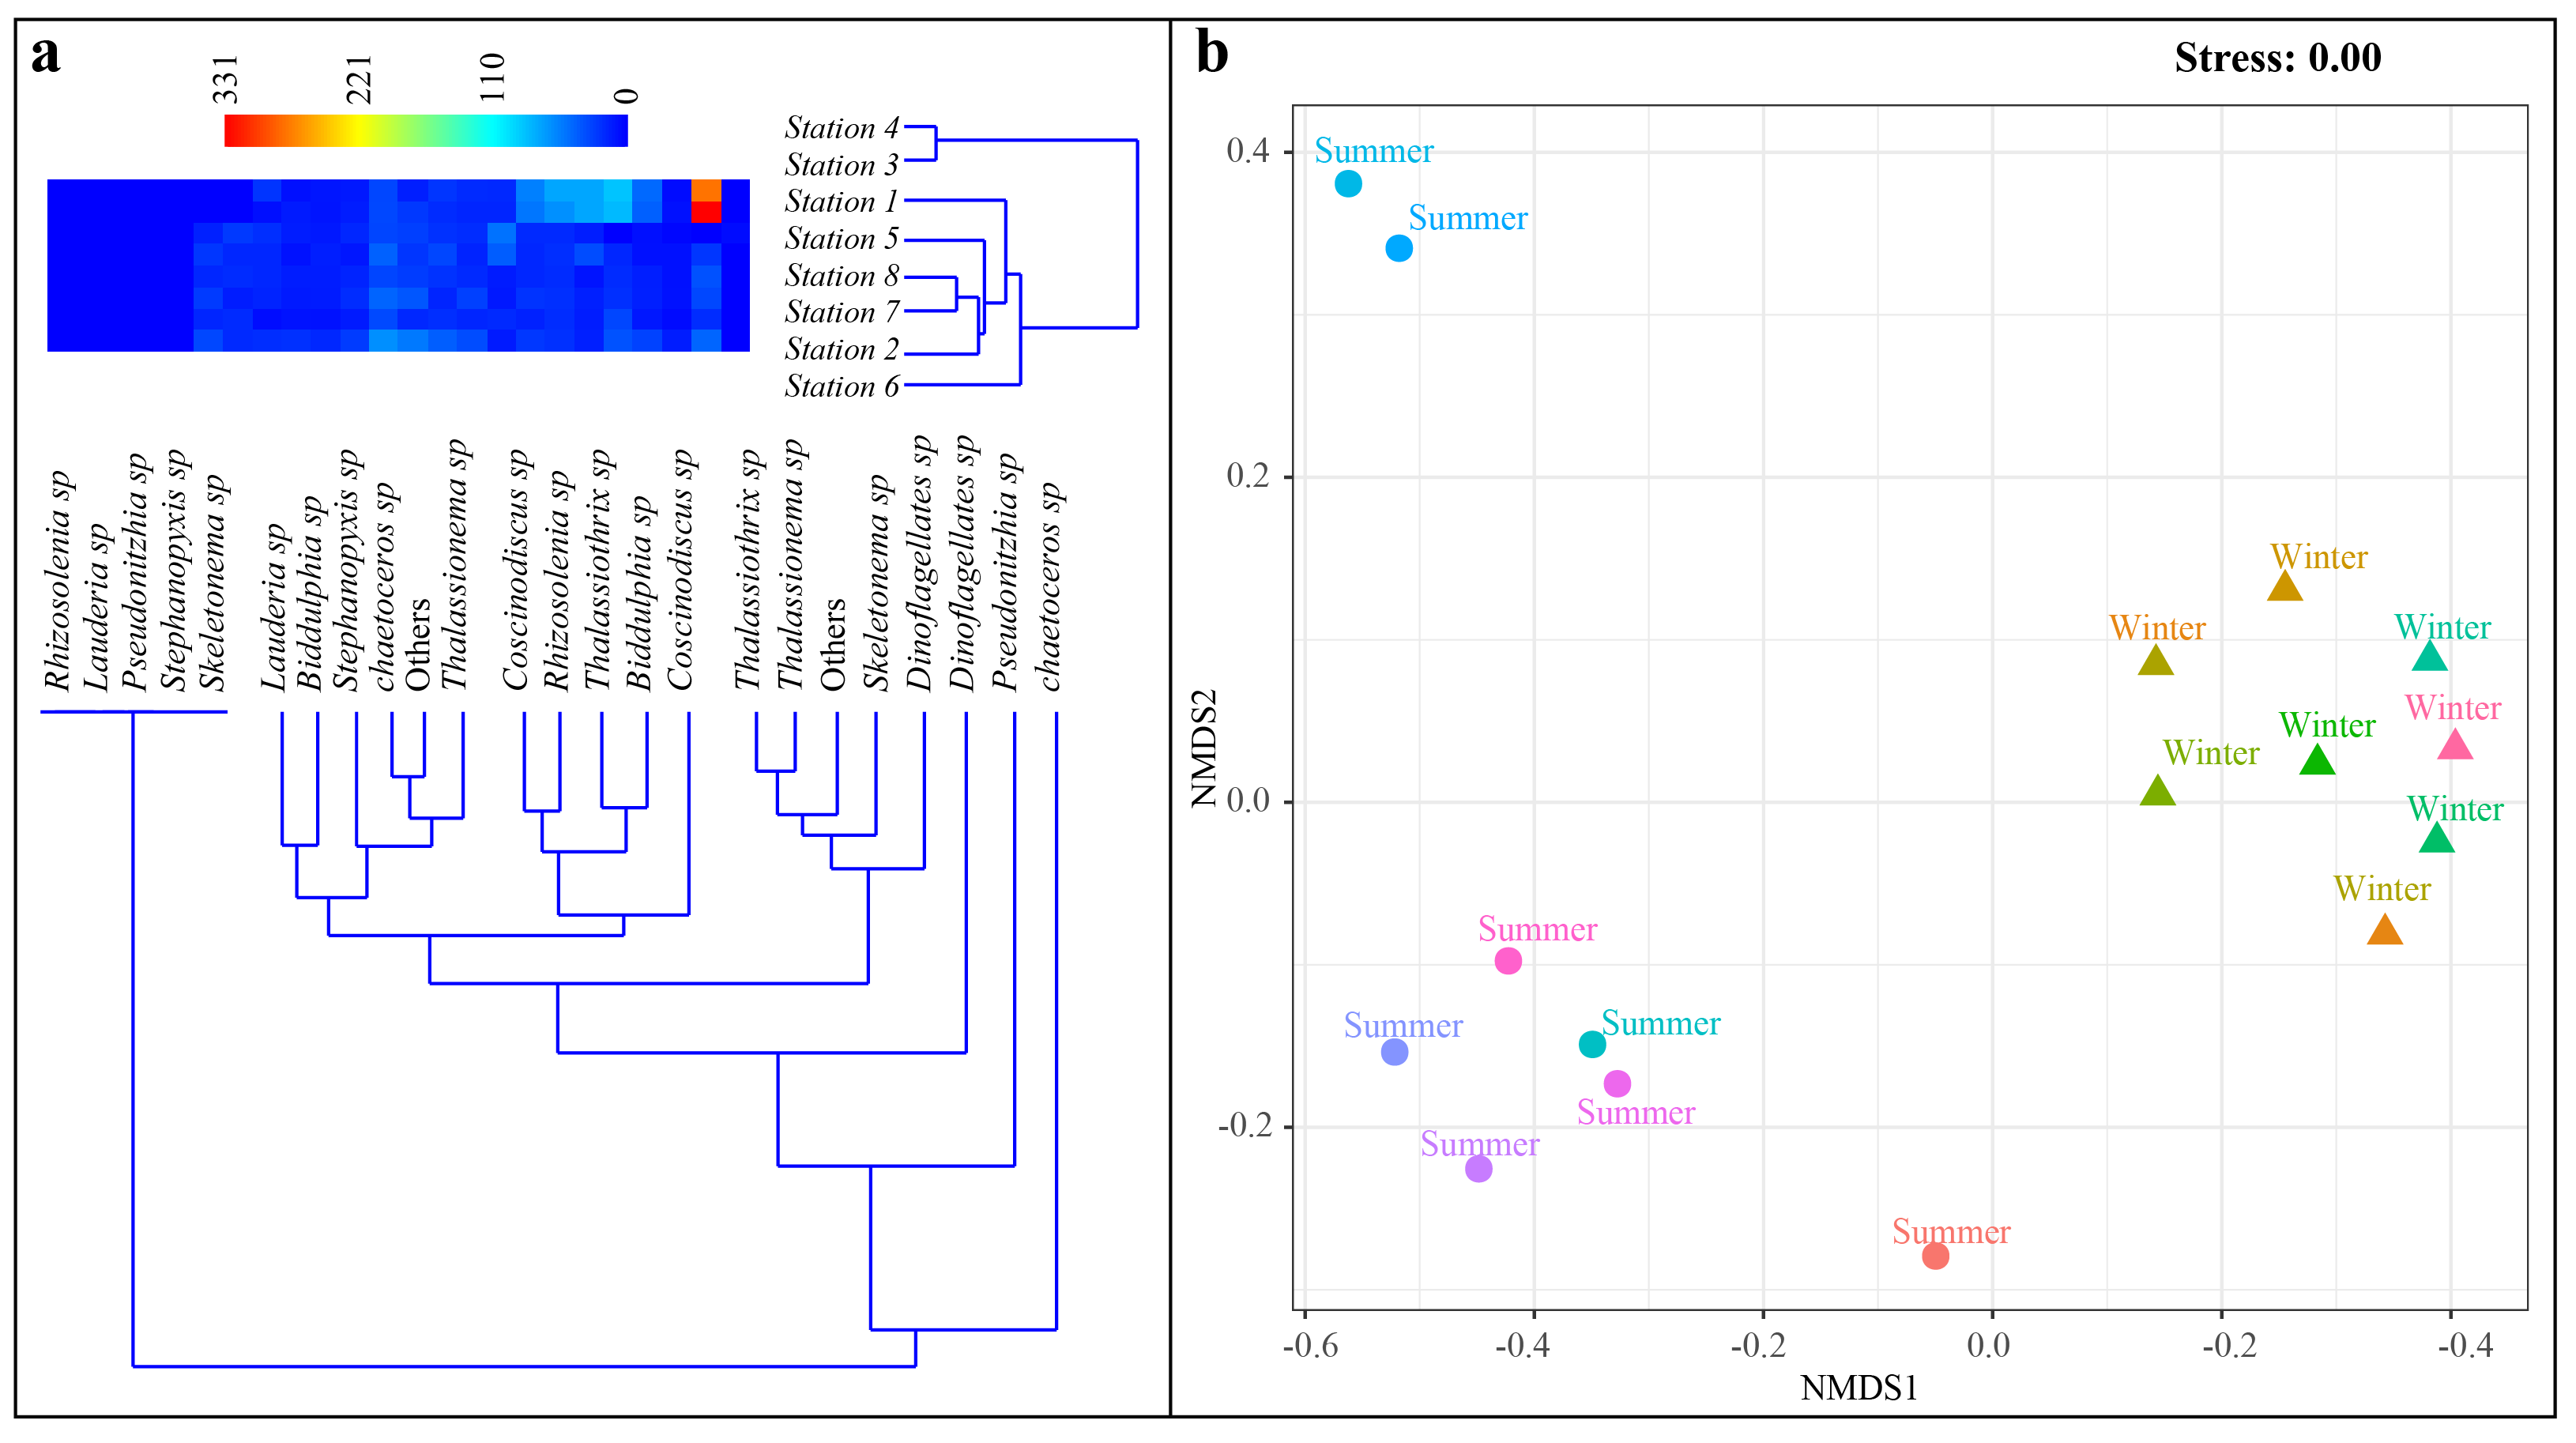 a
331
221
110
0
Station 4
Station 3
Station 1
Station 5
Station 8
Station 7
Station 2
Station 6
Rhizosolenia sp
Lauderia sp
Pseudonitzhia sp
Stephanopyxis sp
Skeletonema sp
Lauderia sp
Biddulphia sp
Stephanopyxis sp
chaetoceros sp
Others
Thalassionema sp
Coscinodiscus sp
Rhizosolenia sp
Thalassiothrix sp
Biddulphia sp
Coscinodiscus sp
Thalassiothrix sp
Thalassionema sp
Others
Skeletonema sp
Dinoflagellates sp
Dinoflagellates sp
Pseudonitzhia sp
chaetoceros sp
b
Stress: 0.00
NMDS2
0.4
0.2
0.0
-0.2
Summer
Summer
Winter
Winter
Winter
Winter
Winter
Winter
Winter
Winter
Summer
Summer
Summer
Summer
Summer
Summer
-0.6
-0.4
-0.2
0.0
-0.2
-0.4
NMDS1